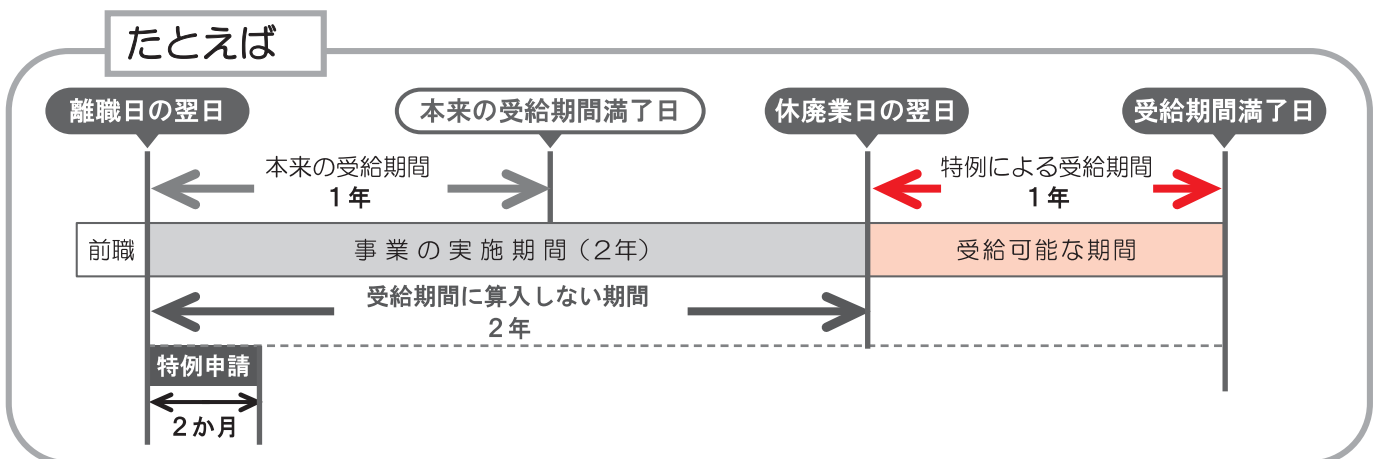 たとえば
離職日の翌日
本来の受給期間満了日
休廃業日の翌日
受給期間満了日
本来の受給期間
1年
特例による受給期間
1年
前職
事業の実施期間（2年）
受給可能な期間
受給期間に算入しない期間
2年
特例申請
2か月